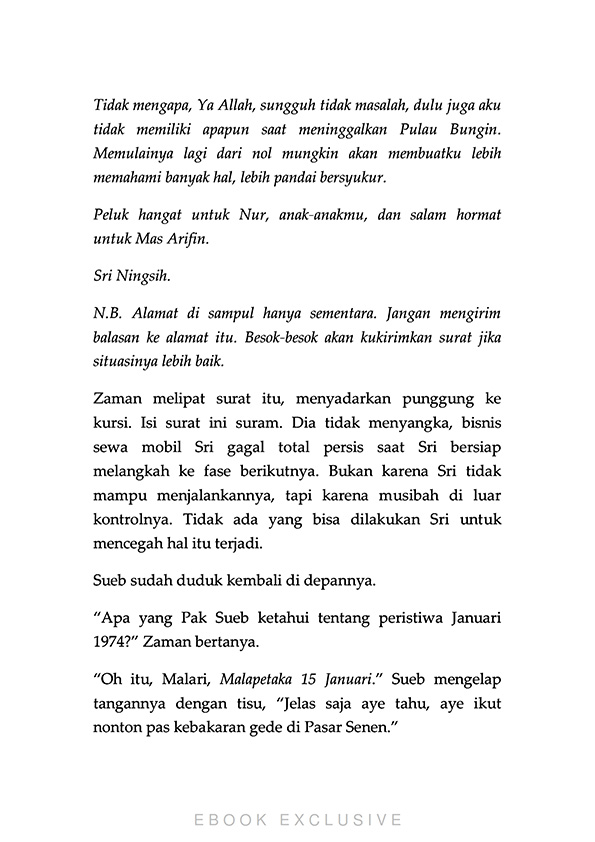 Tidak mengapa, Ya Allah, sungguh tidak masalah, dulu juga aku
tidak memiliki apapun saat meninggalkan Pulau Bungin.
Memulainya lagi dari nol mungkin akan membuatku lebih
memahami banyak hal, lebih pandai bersyukur.
Peluk hangat untuk Nur, anak-anakmu, dan salam hormat
untuk Mas Arifin.
Sri Ningsih.
N.B. Alamat di sampul hanya sementara. Jangan mengirim
balasan ke alamat itu. Besok-besok akan kukirimkan surat jika
situasinya lebih baik.
Zaman melipat surat itu, menyadarkan punggung ke
kursi. Isi surat ini suram. Dia tidak menyangka, bisnis
sewa mobil Sri gagal total persis saat Sri bersiap
melangkah ke fase berikutnya. Bukan karena Sri tidak
mampu menjalankannya, tapi karena musibah di luar
kontrolnya. Tidak ada yang bisa dilakukan Sri untuk
mencegah hal itu terjadi.
Sueb sudah duduk kembali di depannya.
“Apa yang Pak Sueb ketahui tentang peristiwa Januari
1974?” Zaman bertanya.
“Oh itu, Malari, Malapetaka 15 Januari.” Sueb mengelap
tangannya dengan tisu, “Jelas saja aye tahu, aye ikut
nonton pas kebakaran gede di Pasar Senen.”
EBOOK EXCLUSIVE